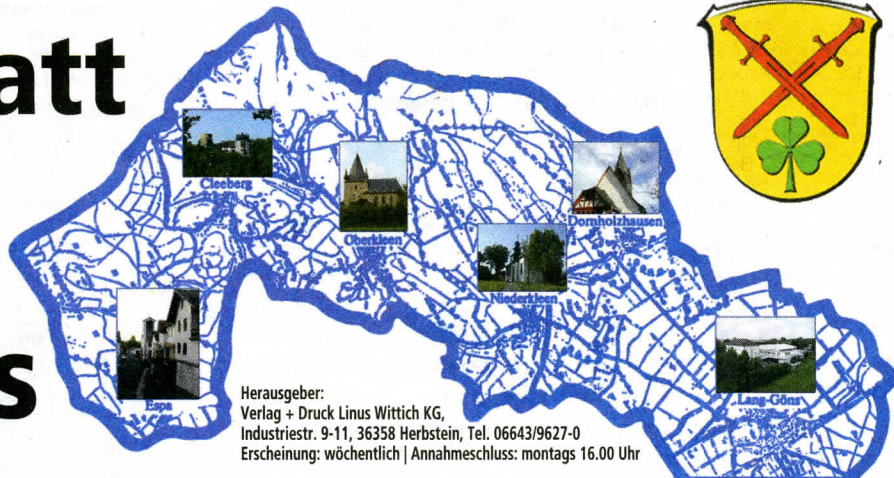 att
s
Cleeberg
Oberkleen
Dornholzhausen
Niederkleen
Espa
Lang-Göns
Herausgeber:
Verlag + Druck Linus Wittich KG,
Industriestr. 9-11, 36358 Herbstein, Tel. 06643/9627-0
Erscheinung: wöchentlich | Annahmeschluss: montags 16.00 Uhr